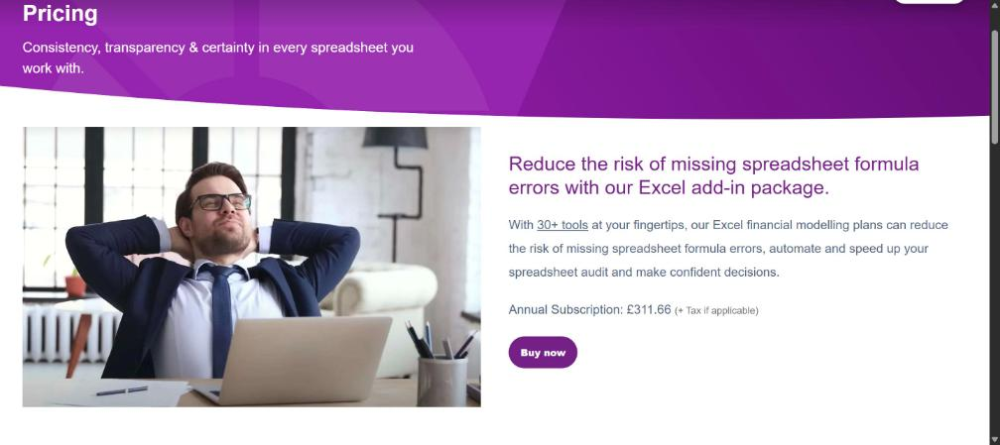 Pricing
Consistency, transparency & certainty in every spreadsheet you
work with.
Reduce the risk of missing spreadsheet formula
errors with our Excel add-in package.
With 30+ tools at your fingertips, our Excel financial modelling plans can reduce
the risk of missing spreadsheet formula errors, automate and speed up your
spreadsheet audit and make confident decisions.
Annual Subscription: £311.66 (+ Tax if applicable)
Buy now